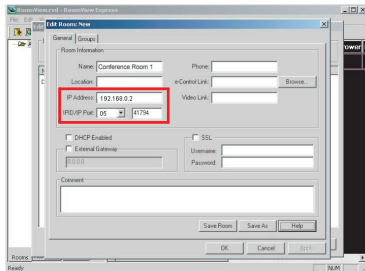 RoomView.rvd - RoomView Express
File
Edit Room: New
General Groups
Room Information
Name: Conference Room 1 Phone:
Location: e-Control Link: Browse...
IP Address: 192.168.0.2 Video Link:
IPID/IP Port: 05 41794
DHCP Enabled SSL
External Gateway Username:
0.0.0.0 Password:
Comment
Save Room Save As Help
OK Cancel Apply
Rooms
Ready NUM